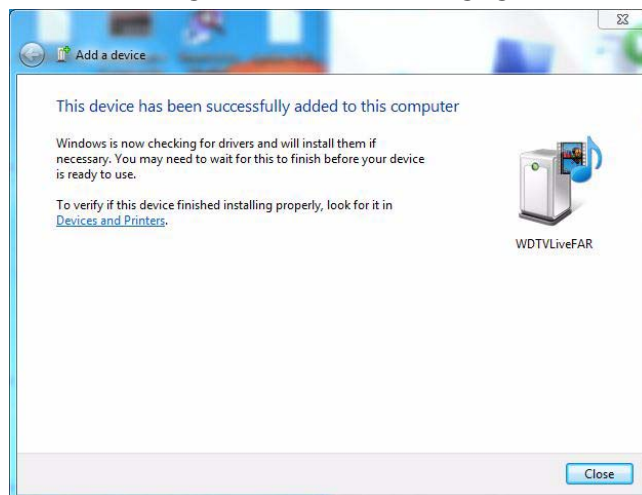 Add a device
This device has been successfully added to this computer
Windows is now checking for drivers and will install them if
necessary. You may need to wait for this to finish before your device
is ready to use.
To verify if this device finished installing properly, look for it in
Devices and Printers.
WDTVLiveFAR
Close